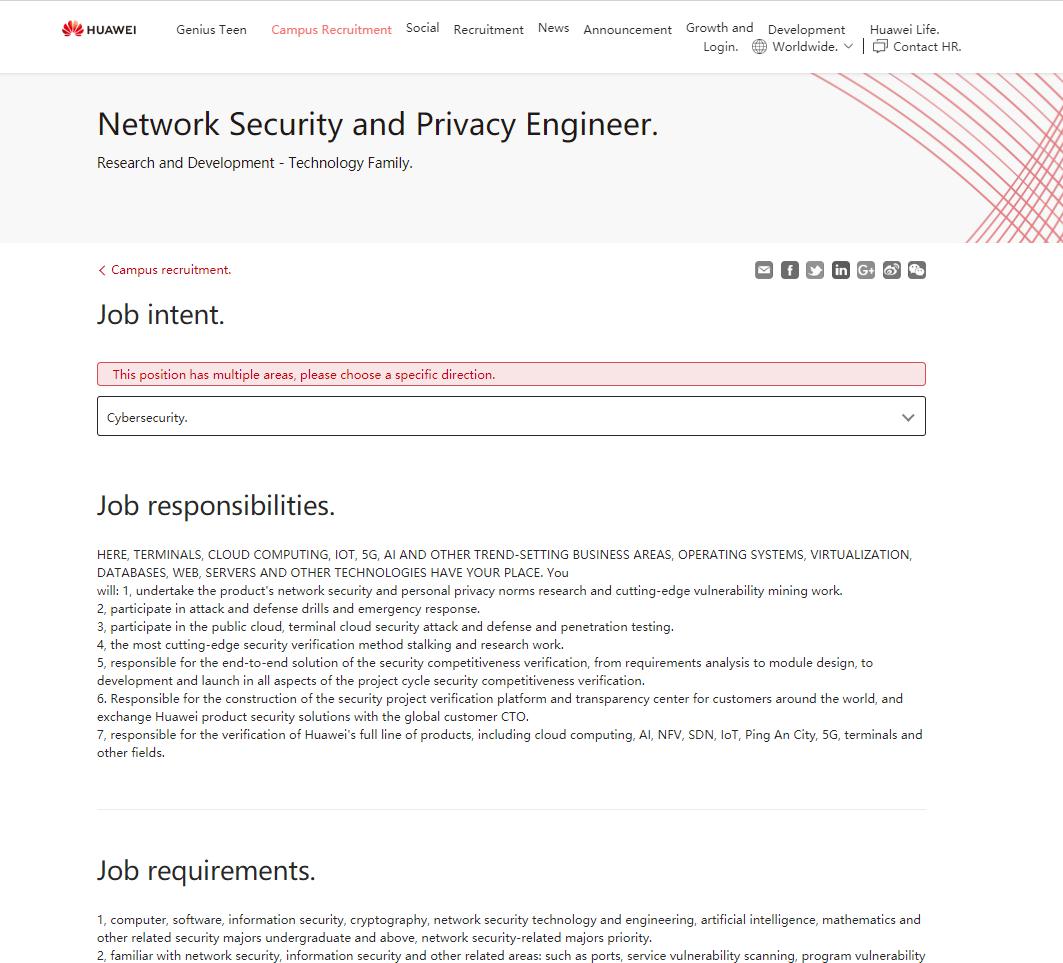 HUAWEI
Genius Teen
Campus Recruitment
Social
Recruitment
News
Announcement
Growth and Development
Huawei Life.
Login.
Worldwide.
Contact HR.
Network Security and Privacy Engineer.
Research and Development - Technology Family.
Campus recruitment.
f
in
G+
Job intent.
This position has multiple areas, please choose a specific direction.
Cybersecurity.
Job responsibilities.
HERE, TERMINALS, CLOUD COMPUTING, IOT, 5G, AI AND OTHER TREND-SETTING BUSINESS AREAS, OPERATING SYSTEMS, VIRTUALIZATION,
DATABASES, WEB, SERVERS AND OTHER TECHNOLOGIES HAVE YOUR PLACE. You
will: 1, undertake the product's network security and personal privacy norms research and cutting-edge vulnerability mining work.
2, participate in attack and defense drills and emergency response.
3, participate in the public cloud, terminal cloud security attack and defense and penetration testing.
4, the most cutting-edge security verification method stalking and research work.
5, responsible for the end-to-end solution of the security competitiveness verification, from requirements analysis to module design, to
development and launch in all aspects of the project cycle security competitiveness verification.
6. Responsible for the construction of the security project verification platform and transparency center for customers around the world, and
exchange Huawei product security solutions with the global customer CTO.
7, responsible for the verification of Huawei's full line of products, including cloud computing, AI, NFV, SDN, IoT, Ping An City, 5G, terminals and
other fields.
Job requirements.
1, computer, software, information security, cryptography, network security technology and engineering, artificial intelligence, mathematics and
other related security majors undergraduate and above, network security-related majors priority.
2, familiar with network security, information security and other related areas: such as ports, service vulnerability scanning, program vulnerability